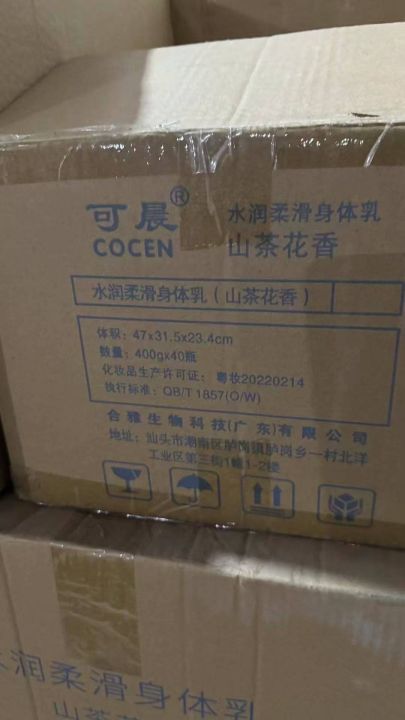 可晨®
COCEN
水润柔滑身体乳
山茶花香
水润柔滑身体乳（山茶花香）
体积：47x31.5x23.4cm
数量：400gx40瓶
化妆品生产许可证：粤妆20220214
执行标准：QB/T 1857(O/W)
合雅生物科技(广东)有限公司
地址：汕头市潮南区胪岗镇胪岗乡一村北洋
工业区第三街1幢1-2楼
水润柔滑身体乳
山茶花